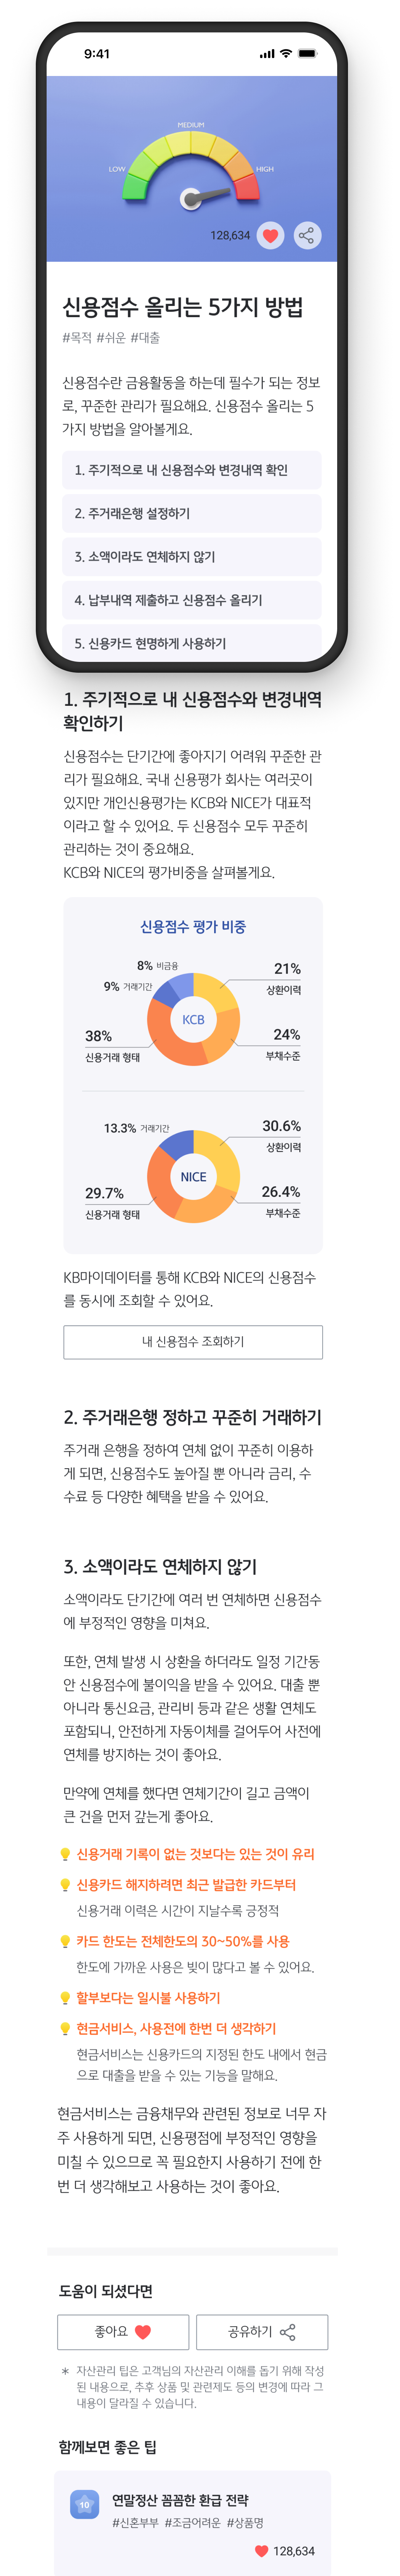 9:41
MEDIUM
LOW
HIGH
128,634
신용점수 올리는 5가지 방법
#목적 #쉬운 #대출
신용점수란 금융활동을 하는데 필수가 되는 정보
로, 꾸준한 관리가 필요해요. 신용점수 올리는 5
가지 방법을 알아볼게요.
1. 주기적으로 내 신용점수와 변경내역 확인
2. 주거래은행 설정하기
3. 소액이라도 연체하지 않기
4. 납부내역 제출하고 신용점수 올리기
5. 신용카드 현명하게 사용하기
1. 주기적으로 내 신용점수와 변경내역
확인하기
신용점수는 단기간에 좋아지기 어려워 꾸준한 관
리가 필요해요. 국내 신용평가 회사는 여러곳이
있지만 개인신용평가는 KCB와 NICE가 대표적
이라고 할 수 있어요. 두 신용점수 모두 꾸준히
관리하는 것이 중요해요.
KCB와 NICE의 평가비중을 살펴볼게요.
신용점수 평가 비중
8% 비금융
21%
상환이력
9% 거래기간
KCB
38%
신용거래 형태
24%
부채수준
13.3% 거래기간
30.6%
상환이력
NICE
29.7%
신용거래 형태
26.4%
부채수준
KB마이데이터를 통해 KCB와 NICE의 신용점수
를 동시에 조회할 수 있어요.
내 신용점수 조회하기
2. 주거래은행 정하고 꾸준히 거래하기
주거래 은행을 정하여 연체 없이 꾸준히 이용하
게 되면, 신용점수도 높아질 뿐 아니라 금리, 수
수료 등 다양한 혜택을 받을 수 있어요.
3. 소액이라도 연체하지 않기
소액이라도 단기간에 여러 번 연체하면 신용점수
에 부정적인 영향을 미쳐요.
또한, 연체 발생 시 상환을 하더라도 일정 기간동
안 신용점수에 불이익을 받을 수 있어요. 대출 뿐
아니라 통신요금, 관리비 등과 같은 생활 연체도
포함되니, 안전하게 자동이체를 걸어두어 사전에
연체를 방지하는 것이 좋아요.
만약에 연체를 했다면 연체기간이 길고 금액이
큰 건을 먼저 갚는게 좋아요.
신용거래 기록이 없는 것보다는 있는 것이 유리
신용카드 해지하려면 최근 발급한 카드부터
신용거래 이력은 시간이 지날수록 긍정적
카드 한도는 전체한도의 30~50%를 사용
한도에 가까운 사용은 빚이 많다고 볼 수 있어요.
할부보다는 일시불 사용하기
현금서비스, 사용전에 한번 더 생각하기
현금서비스는 신용카드의 지정된 한도 내에서 현금
으로 대출을 받을 수 있는 기능을 말해요.
현금서비스는 금융채무와 관련된 정보로 너무 자
주 사용하게 되면, 신용평점에 부정적인 영향을
미칠 수 있으므로 꼭 필요한지 사용하기 전에 한
번 더 생각해보고 사용하는 것이 좋아요.
도움이 되셨다면
좋아요
공유하기
* 자산관리 팁은 고객님의 자산관리 이해를 돕기 위해 작성
된 내용으로, 추후 상품 및 관련제도 등의 변경에 따라 그
내용이 달라질 수 있습니다.
함께보면 좋은 팁
10
연말정산 꼼꼼한 환급 전략
#신혼부부 #조금어려운 #상품명
128,634